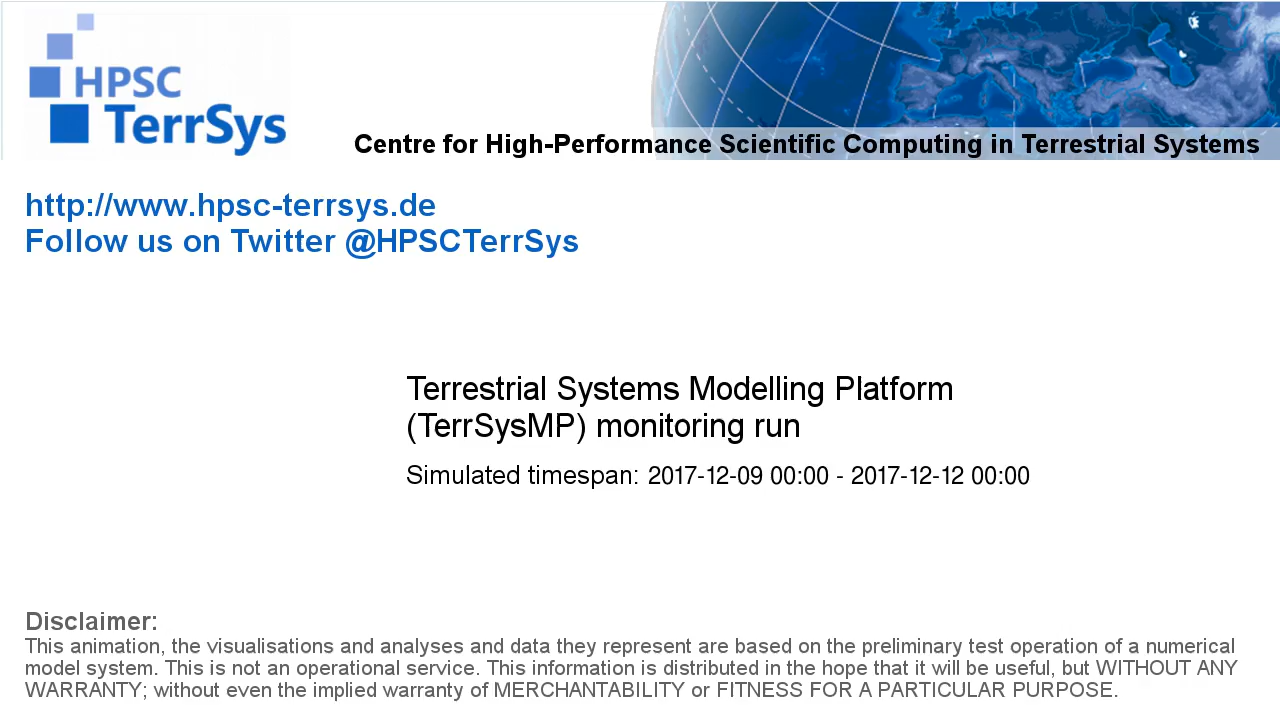 HPSC
TerrSys
Centre for High-Performance Scientific Computing in Terrestrial Systems
http://www.hpsc-terrsys.de
Follow us on Twitter @HPSCTerrSys
Terrestrial Systems Modelling Platform
(TerrSysMP) monitoring run
Simulated timespan: 2017-12-09 00:00 - 2017-12-12 00:00
Disclaimer:
This animation, the visualisations and analyses and data they represent are based on the preliminary test operation of a numerical
model system. This is not an operational service. This information is distributed in the hope that it will be useful, but WITHOUT ANY
WARRANTY; without even the implied warranty of MERCHANTABILITY or FITNESS FOR A PARTICULAR PURPOSE.